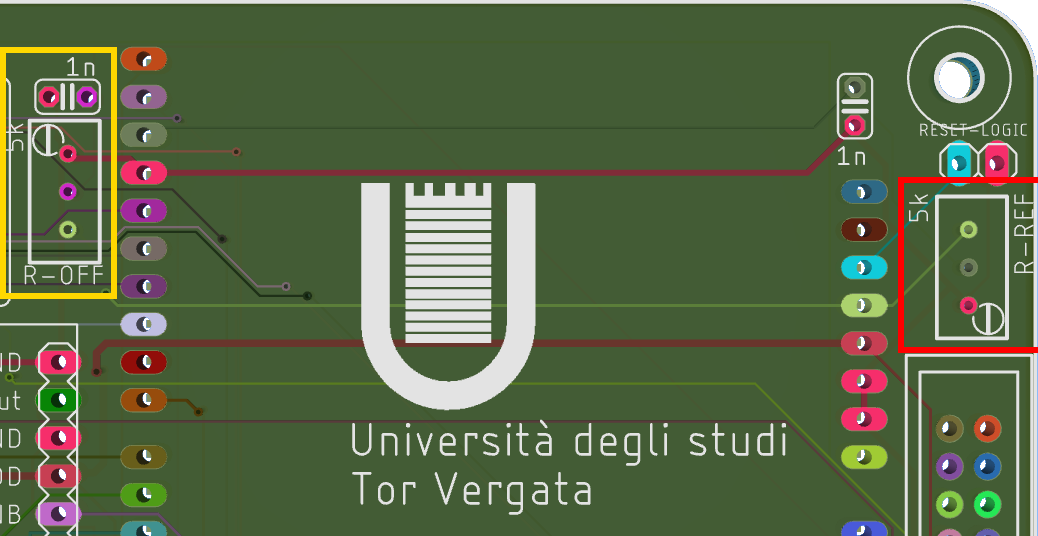 1n
5k
R-OFF
1n
RESET-LOGIC
5k
R-REF
Università degli studi
Tor Vergata